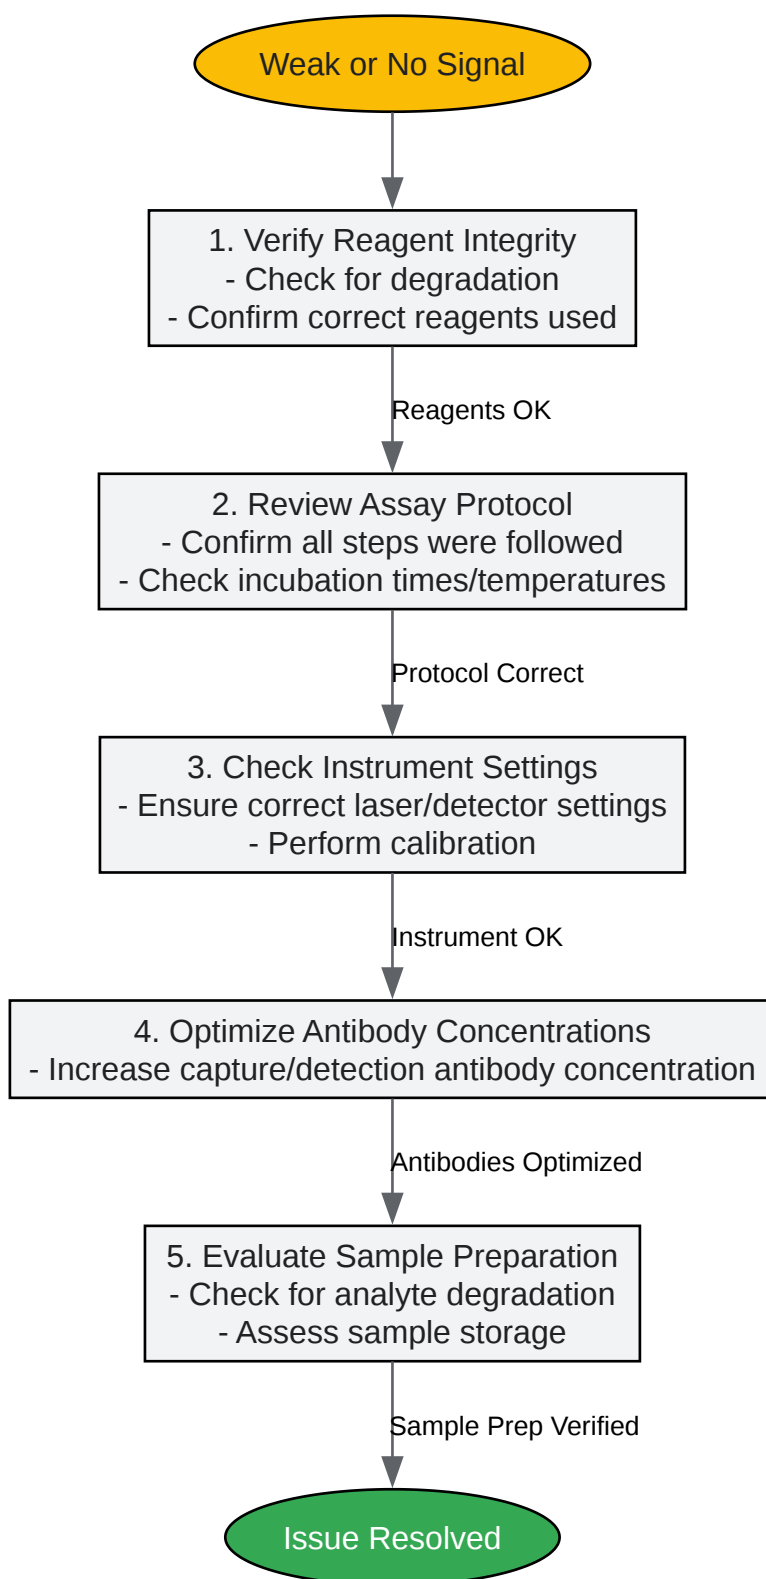 Weak or No Signal
1. Verify Reagent Integrity
- Check for degradation
- Confirm correct reagents used
Reagents OK
2. Review Assay Protocol
- Confirm all steps were followed
- Check incubation times/temperatures
Protocol Correct
3. Check Instrument Settings
- Ensure correct laser/detector settings
- Perform calibration
Instrument OK
4. Optimize Antibody Concentrations
- Increase capture/detection antibody concentration
Antibodies Optimized
5. Evaluate Sample Preparation
- Check for analyte degradation
- Assess sample storage
Sample Prep Verified
Issue Resolved